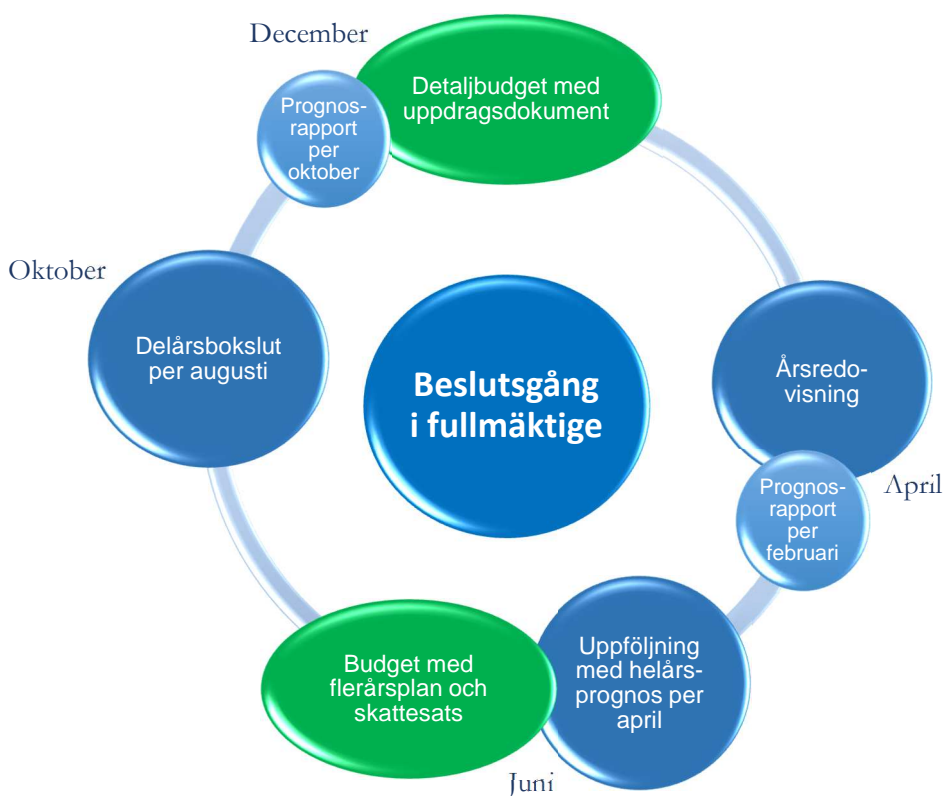 December
Detaljbudget med
uppdragsdokument
Prognos-
rapport
per
oktober
Oktober
Delårsbokslut
per augusti
Beslutsgång
i fullmäktige
Årsredo-
visning
April
Prognos-
rapport
per
februari
Uppföljning
med helårs-
prognos per
april
Budget med
flerårsplan och
skattesats
Juni